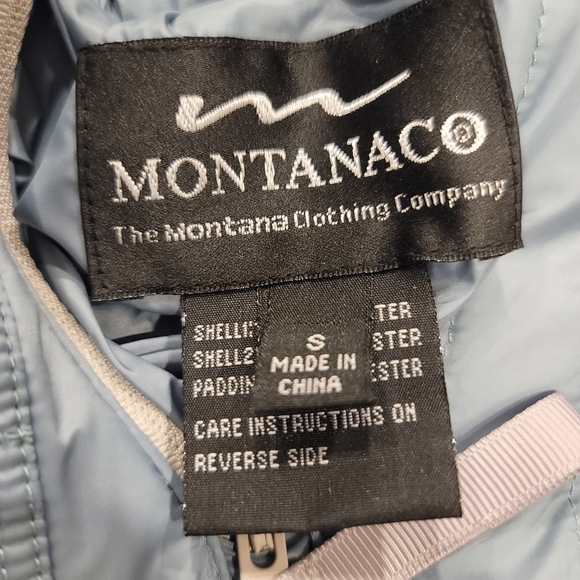 MONTANACO®
The Montana Clothing Company
S
MADE IN
CHINA
CARE INSTRUCTIONS ON
REVERSE SIDE